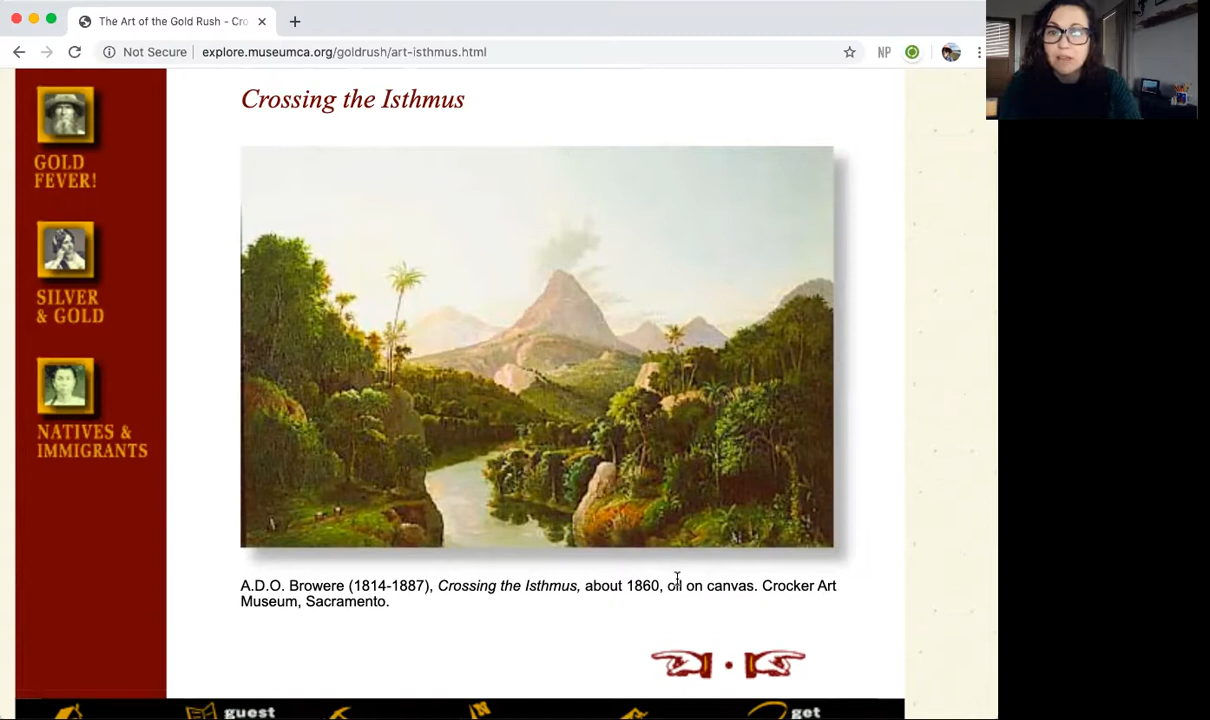 The Art of the Gold Rush - Cro
Not Secure | explore.museumca.org/goldrush/art-isthmus.html
NP
Crossing the Isthmus
GOLD
FEVER!
SILVER
& GOLD
NATIVES &
IMMIGRANTS
A.D.O. Browere (1814-1887), Crossing the Isthmus, about 1860, oil on canvas. Crocker Art
Museum, Sacramento.
guest
get